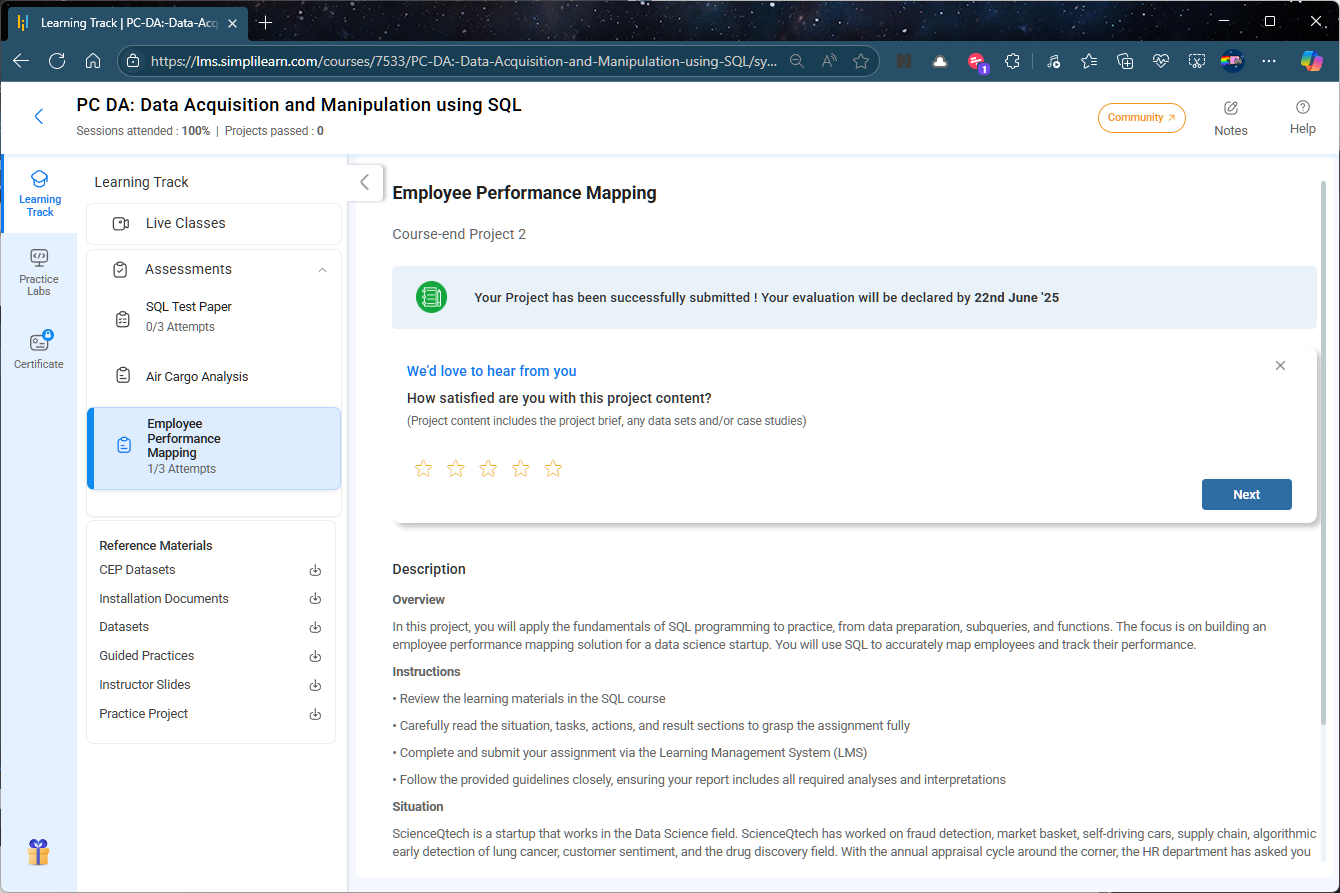 Learning Track | PC-DA:-Data-Acq
https://lms.simplilearn.com/courses/7533/PC-DA:-Data-Acquisition-and-Manipulation-using-SQL/sy...
1
PC DA: Data Acquisition and Manipulation using SQL
Sessions attended : 100% | Projects passed : 0
Community
Notes
Help
Learning
Track
Practice
Labs
Certificate
Learning Track
Live Classes
Assessments
SQL Test Paper
0/3 Attempts
Air Cargo Analysis
Employee
Performance
Mapping
1/3 Attempts
Reference Materials
CEP Datasets
Installation Documents
Datasets
Guided Practices
Instructor Slides
Practice Project
Employee Performance Mapping
Course-end Project 2
Your Project has been successfully submitted ! Your evaluation will be declared by 22nd June '25
We'd love to hear from you
How satisfied are you with this project content?
(Project content includes the project brief, any data sets and/or case studies)
Next
Description
Overview
In this project, you will apply the fundamentals of SQL programming to practice, from data preparation, subqueries, and functions. The focus is on building an
employee performance mapping solution for a data science startup. You will use SQL to accurately map employees and track their performance.
Instructions
• Review the learning materials in the SQL course
• Carefully read the situation, tasks, actions, and result sections to grasp the assignment fully
• Complete and submit your assignment via the Learning Management System (LMS)
• Follow the provided guidelines closely, ensuring your report includes all required analyses and interpretations
Situation
ScienceQtech is a startup that works in the Data Science field. ScienceQtech has worked on fraud detection, market basket, self-driving cars, supply chain, algorithmic
early detection of lung cancer, customer sentiment, and the drug discovery field. With the annual appraisal cycle around the corner, the HR department has asked you